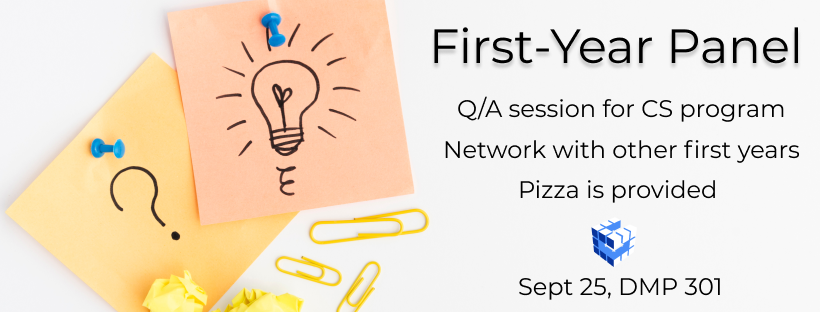 First-Year Panel
Q/A session for CS program
Network with other first years
Pizza is provided
Sept 25, DMP 301
?